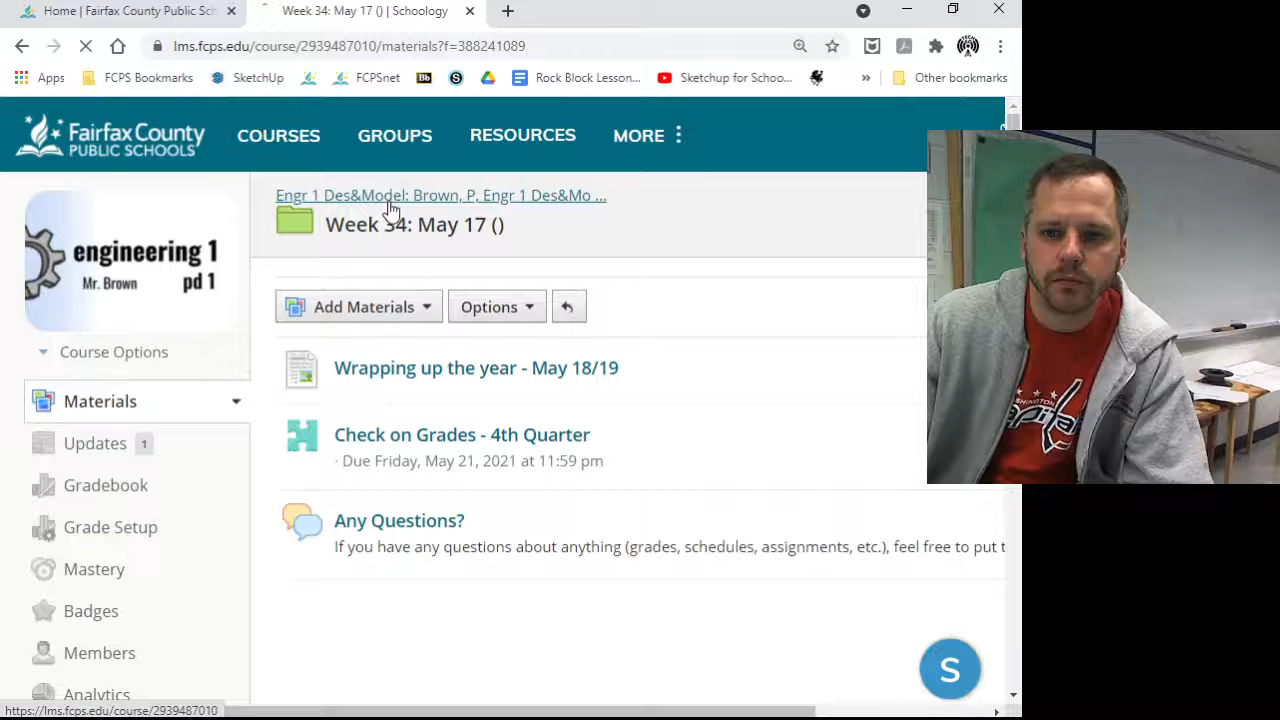 Home | Fairfax County Public Sch
Week 34: May 17 () | Schoology
lms.fcps.edu/course/2939487010/materials?f=388241089
Apps
FCPS Bookmarks
SketchUp
FCPSnet
Bb
S
Rock Block Lesson...
Sketchup for Schoo...
»
Other bookmarks
Fairfax County
PUBLIC SCHOOLS
COURSES
GROUPS
RESOURCES
MORE
Engr 1 Des&Model: Brown, P, Engr 1 Des&Mo ...
Week 34: May 17 ()
engineering 1
Mr. Brown
pd 1
Add Materials
Options
Course Options
Wrapping up the year - May 18/19
Materials
Check on Grades - 4th Quarter
Updates 1
· Due Friday, May 21, 2021 at 11:59 pm
Gradebook
Any Questions?
Grade Setup
If you have any questions about anything (grades, schedules, assignments, etc.), feel free to put t
Mastery
Badges
Members
S
Analytics
https://lms.fcps.edu/course/2939487010